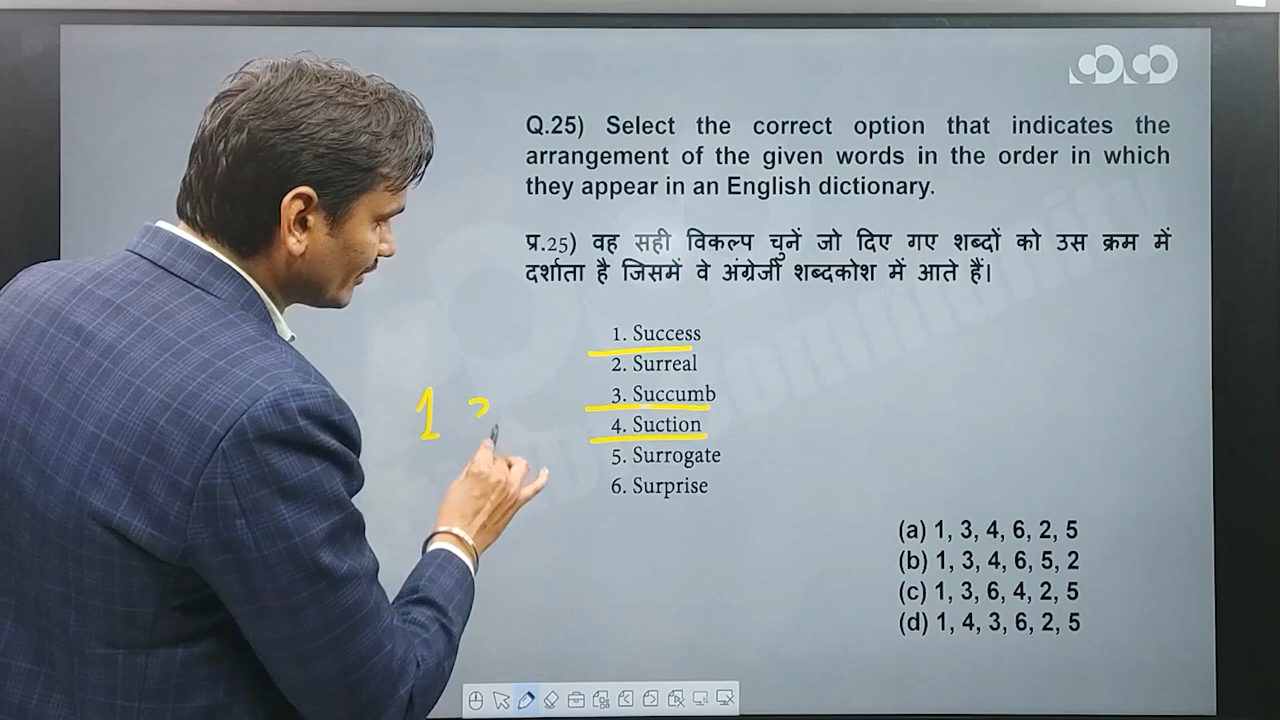 Q.25) Select the correct option that indicates the
arrangement of the given words in the order in which
they appear in an English dictionary.
प्र.25) वह सही विकल्प चुनें जो दिए गए शब्दों को उस क्रम में
दर्शाता है जिसमें वे अंग्रेजी शब्दकोश में आते हैं।
1. Success
2. Surreal
3. Succumb
4. Suction
5. Surrogate
6. Surprise
1
(a) 1, 3, 4, 6, 2, 5
(b) 1, 3, 4, 6, 5, 2
(c) 1, 3, 6, 4, 2, 5
(d) 1, 4, 3, 6, 2, 5